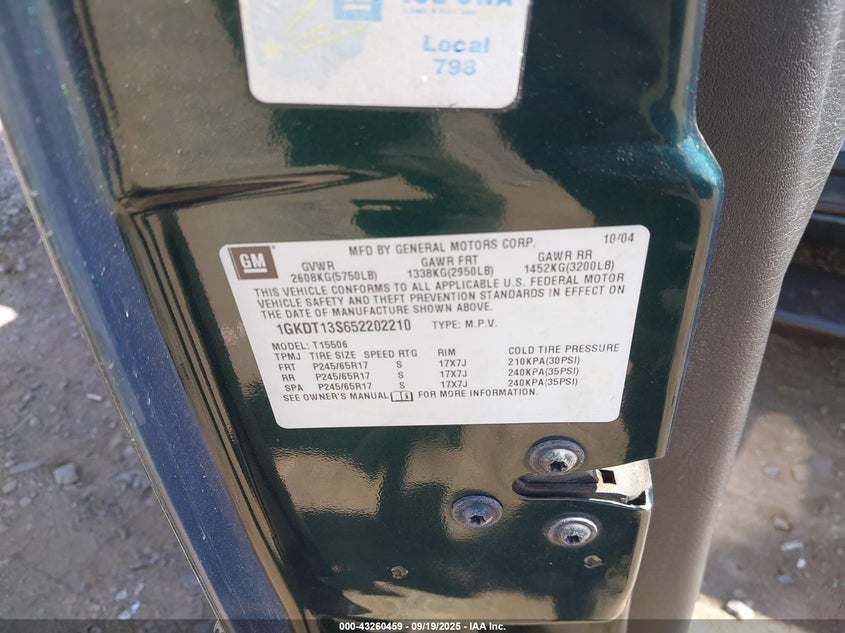 Local
798
GM
MFD BY GENERAL MOTORS CORP. 10/04
GVWR GAWR FRT GAWR RR
2608KG(5750LB) 1338KG(2950LB) 1452KG(3200LB)
THIS VEHICLE CONFORMS TO ALL APPLICABLE U.S. FEDERAL MOTOR
VEHICLE SAFETY AND THEFT PREVENTION STANDARDS IN EFFECT ON
THE DATE OF MANUFACTURE SHOWN ABOVE.
1GKDT13S652202210 TYPE: M.P.V.
MODEL: T15506
TPMJ TIRE SIZE SPEED RTG RIM COLD TIRE PRESSURE
FRT P245/65R17 S 17X7J 210KPA(30PSI)
RR P245/65R17 S 17X7J 240KPA(35PSI)
SPA P245/65R17 S 17X7J 240KPA(35PSI)
SEE OWNER'S MANUAL FOR MORE INFORMATION.
000-43260459 - 09/19/2025 - IAA Inc.